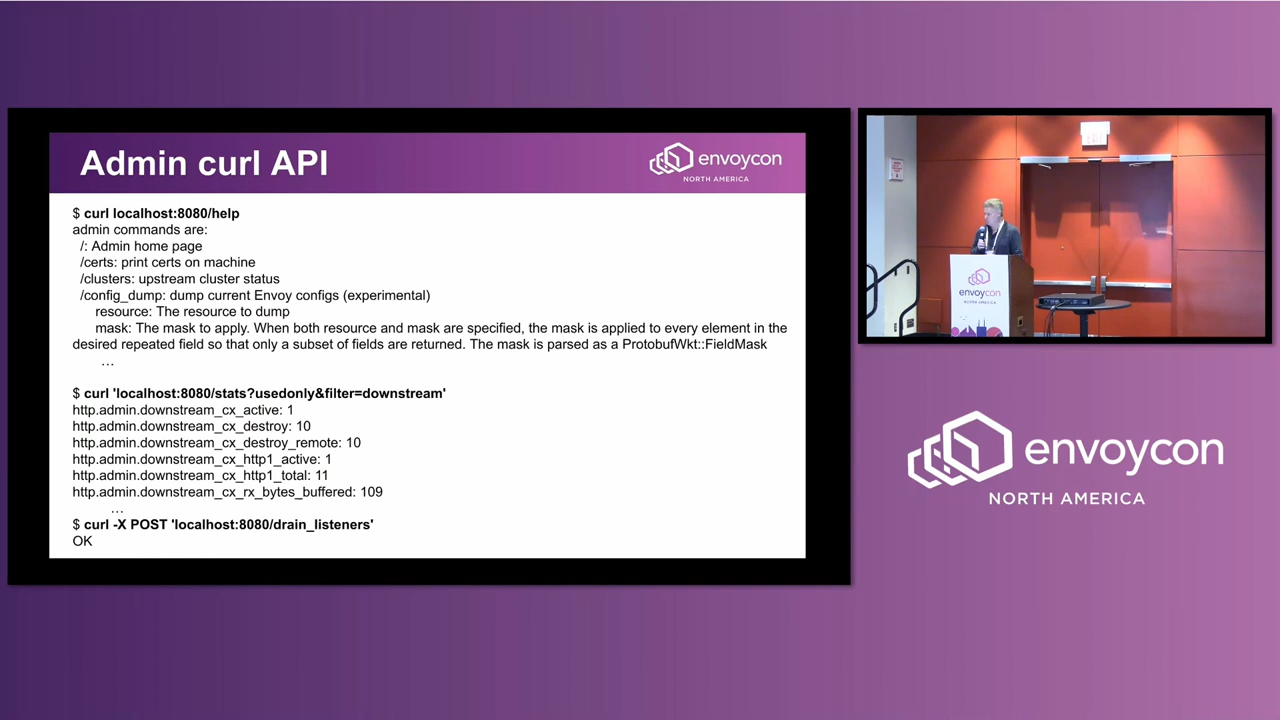 Admin curl API
envoycon
NORTH AMERICA
$ curl localhost:8080/help
admin commands are:
/: Admin home page
/certs: print certs on machine
/clusters: upstream cluster status
/config_dump: dump current Envoy configs (experimental)
resource: The resource to dump
mask: The mask to apply. When both resource and mask are specified, the mask is applied to every element in the
desired repeated field so that only a subset of fields are returned. The mask is parsed as a ProtobufWkt::FieldMask
…
$ curl 'localhost:8080/stats?usedonly&filter=downstream'
http.admin.downstream_cx_active: 1
http.admin.downstream_cx_destroy: 10
http.admin.downstream_cx_destroy_remote: 10
http.admin.downstream_cx_http1_active: 1
http.admin.downstream_cx_http1_total: 11
http.admin.downstream_cx_rx_bytes_buffered: 109
…
$ curl -X POST 'localhost:8080/drain_listeners'
OK
envoycon
envoycon
NORTH AMERICA